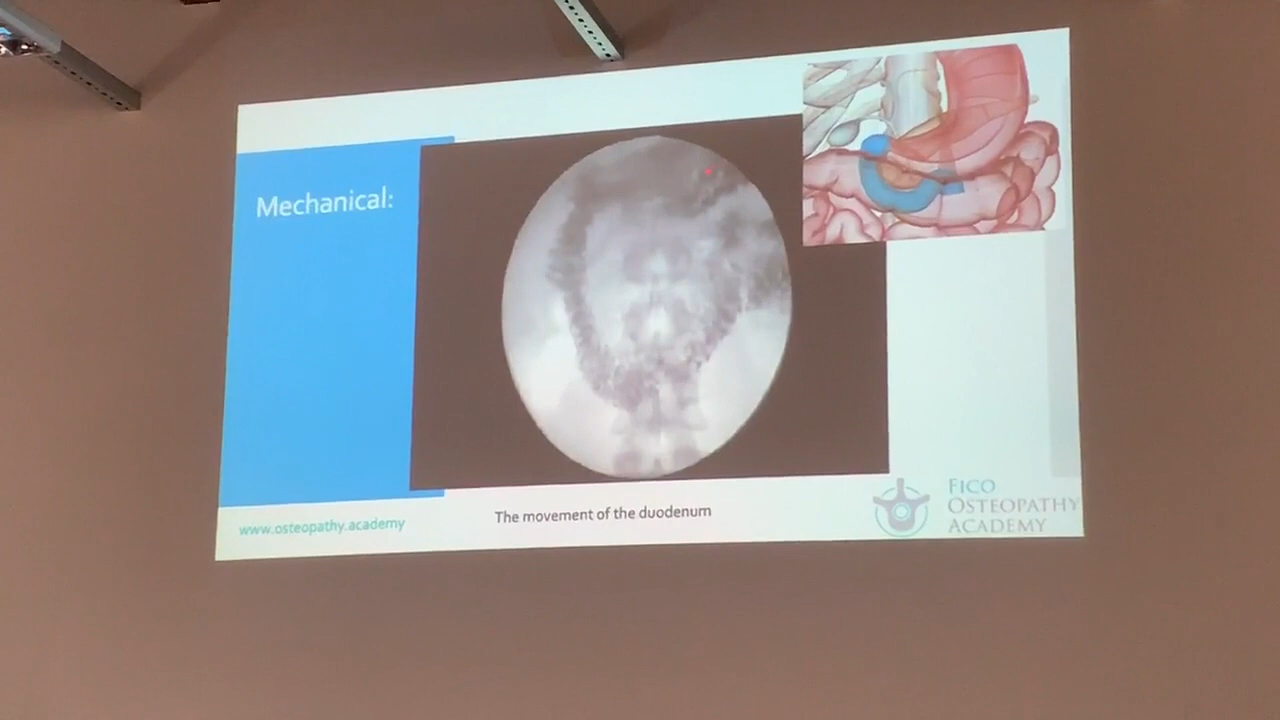 Mechanical:
www.osteopathy.academy
The movement of the duodenum
FICO
OSTEOPATHY
ACADEMY